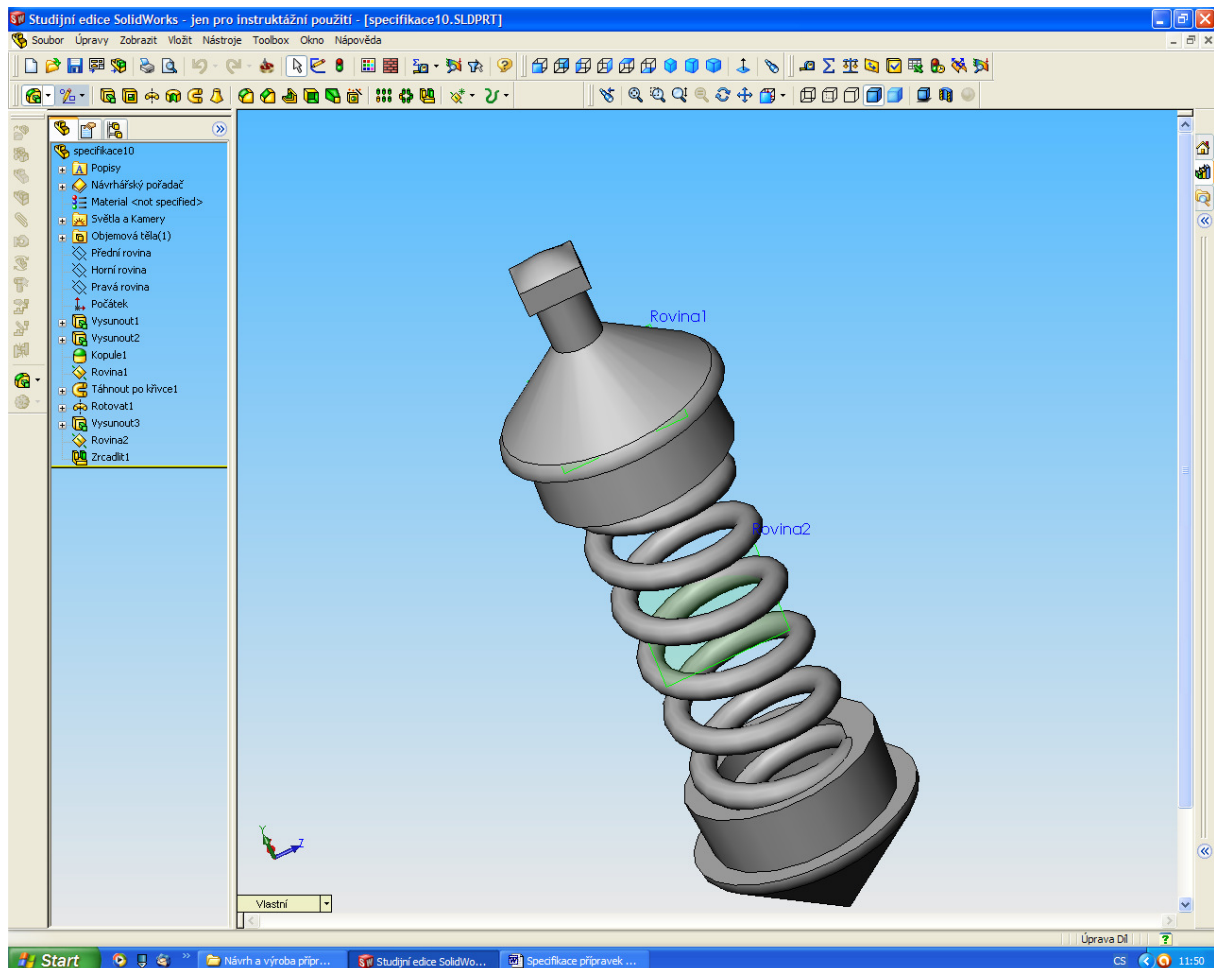 Studijní edice SolidWorks - jen pro instruktážní použití - [specifikace10.SLDPRT]
Soubor Úpravy Zobrazit Vložit Nástroje Toolbox Okno Nápověda
specifikace10
Popisy
Návrhářský pořadač
Material <not specified>
Světla a Kamery
Objemová těla(1)
Přední rovina
Horní rovina
Pravá rovina
Počátek
Vysunout1
Vysunout2
Kopule1
Rovina1
Táhnout po křivce1
Rotovat1
Vysunout3
Rovina2
Zrcadlit1
Rovina1
Rovina2
Y
Z
Vlastní
Úprava Díl
Start
Návrh a výroba přípr...
Studijní edice SolidWo...
Specifikace přípravek ...
CS
11:50